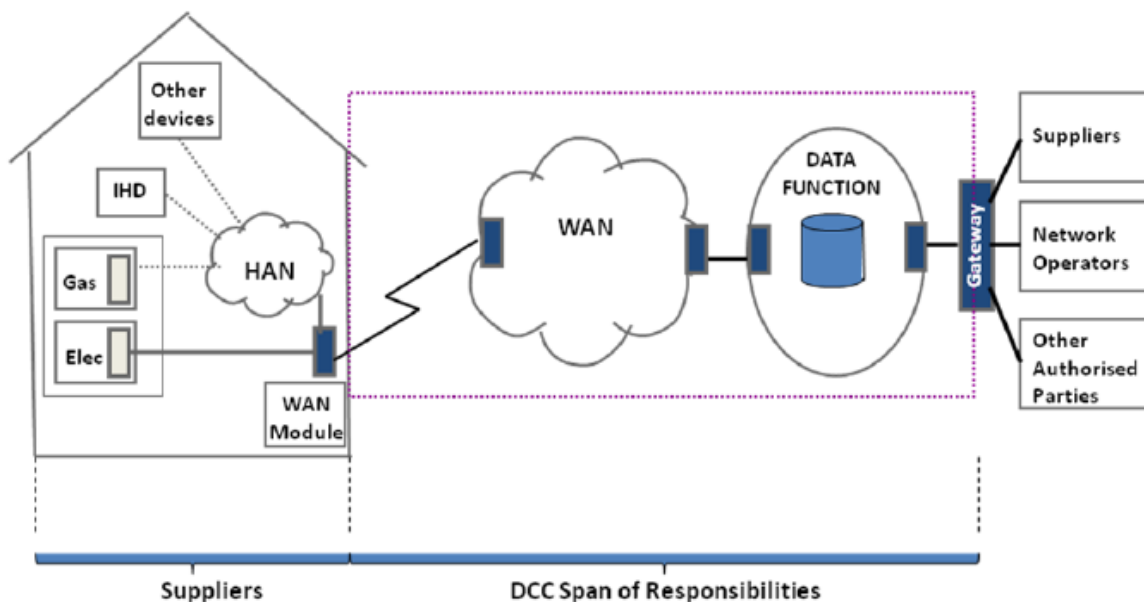 Other
devices
IHD
HAN
Gas
Elec
WAN
Module
WAN
DATA
FUNCTION
Gateway
Suppliers
Network
Operators
Other
Authorised
Parties
Suppliers
DCC Span of Responsibilities